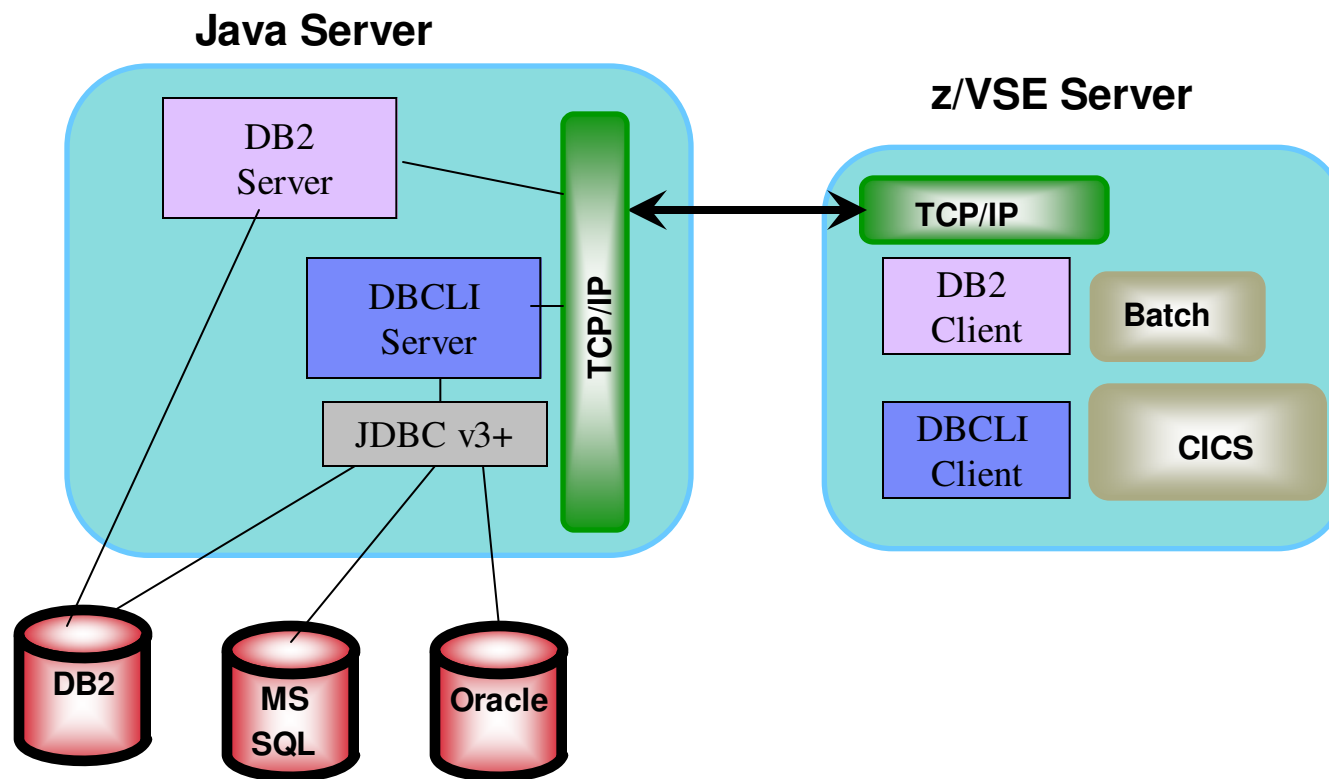 Java Server
DB2
Server
DBCLI
Server
JDBC v3+
TCP/IP
DB2
MS
SQL
Oracle
z/VSE Server
TCP/IP
DB2
Client
Batch
DBCLI
Client
CICS